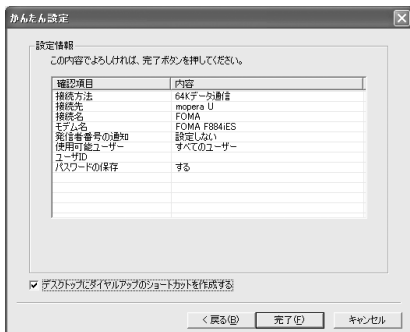 かんたん設定
設定情報
この内容でよろしければ、完了ボタンを押してください。
確認項目 内容
接続方法 64Kデータ通信
接続先 mopera U
接続名 FOMA
モデム名 FOMA F884iES
発信者番号の通知 設定しない
使用可能ユーザー すべてのユーザー
ユーザID
パスワードの保存 する
デスクトップにダイヤルアップのショートカットを作成する
< 戻る(B) 完了(F) キャンセル